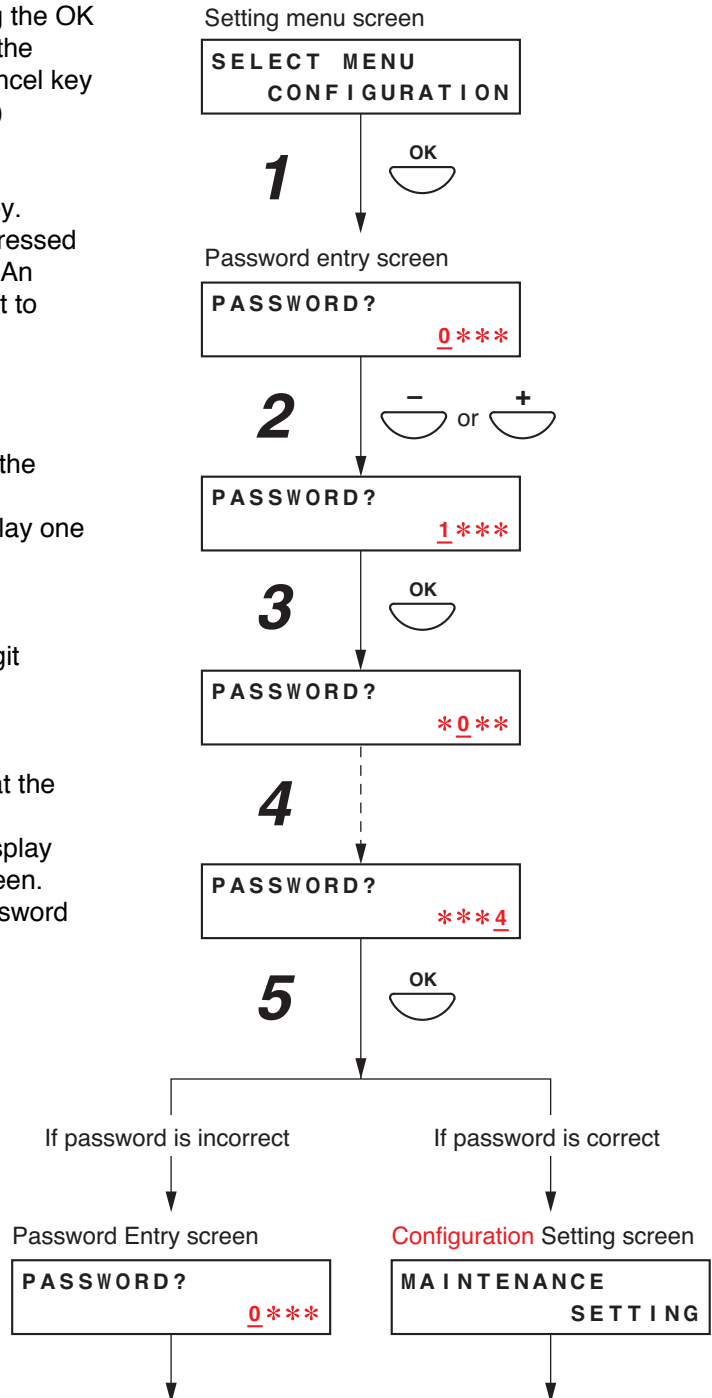 g the OK
the
ncel key
)
y.
ressed
An
t to
the
lay one
git
at the
splay
een.
sword
Setting menu screen
SELECT MENU
CONFIGURATION
1
OK
Password entry screen
PASSWORD?
0***
2
– or +
PASSWORD?
1***
3
OK
PASSWORD?
*0**
4
PASSWORD?
***4
5
OK
If password is incorrect
If password is correct
Password Entry screen
Configuration Setting screen
PASSWORD?
0***
MAINTENANCE
SETTING